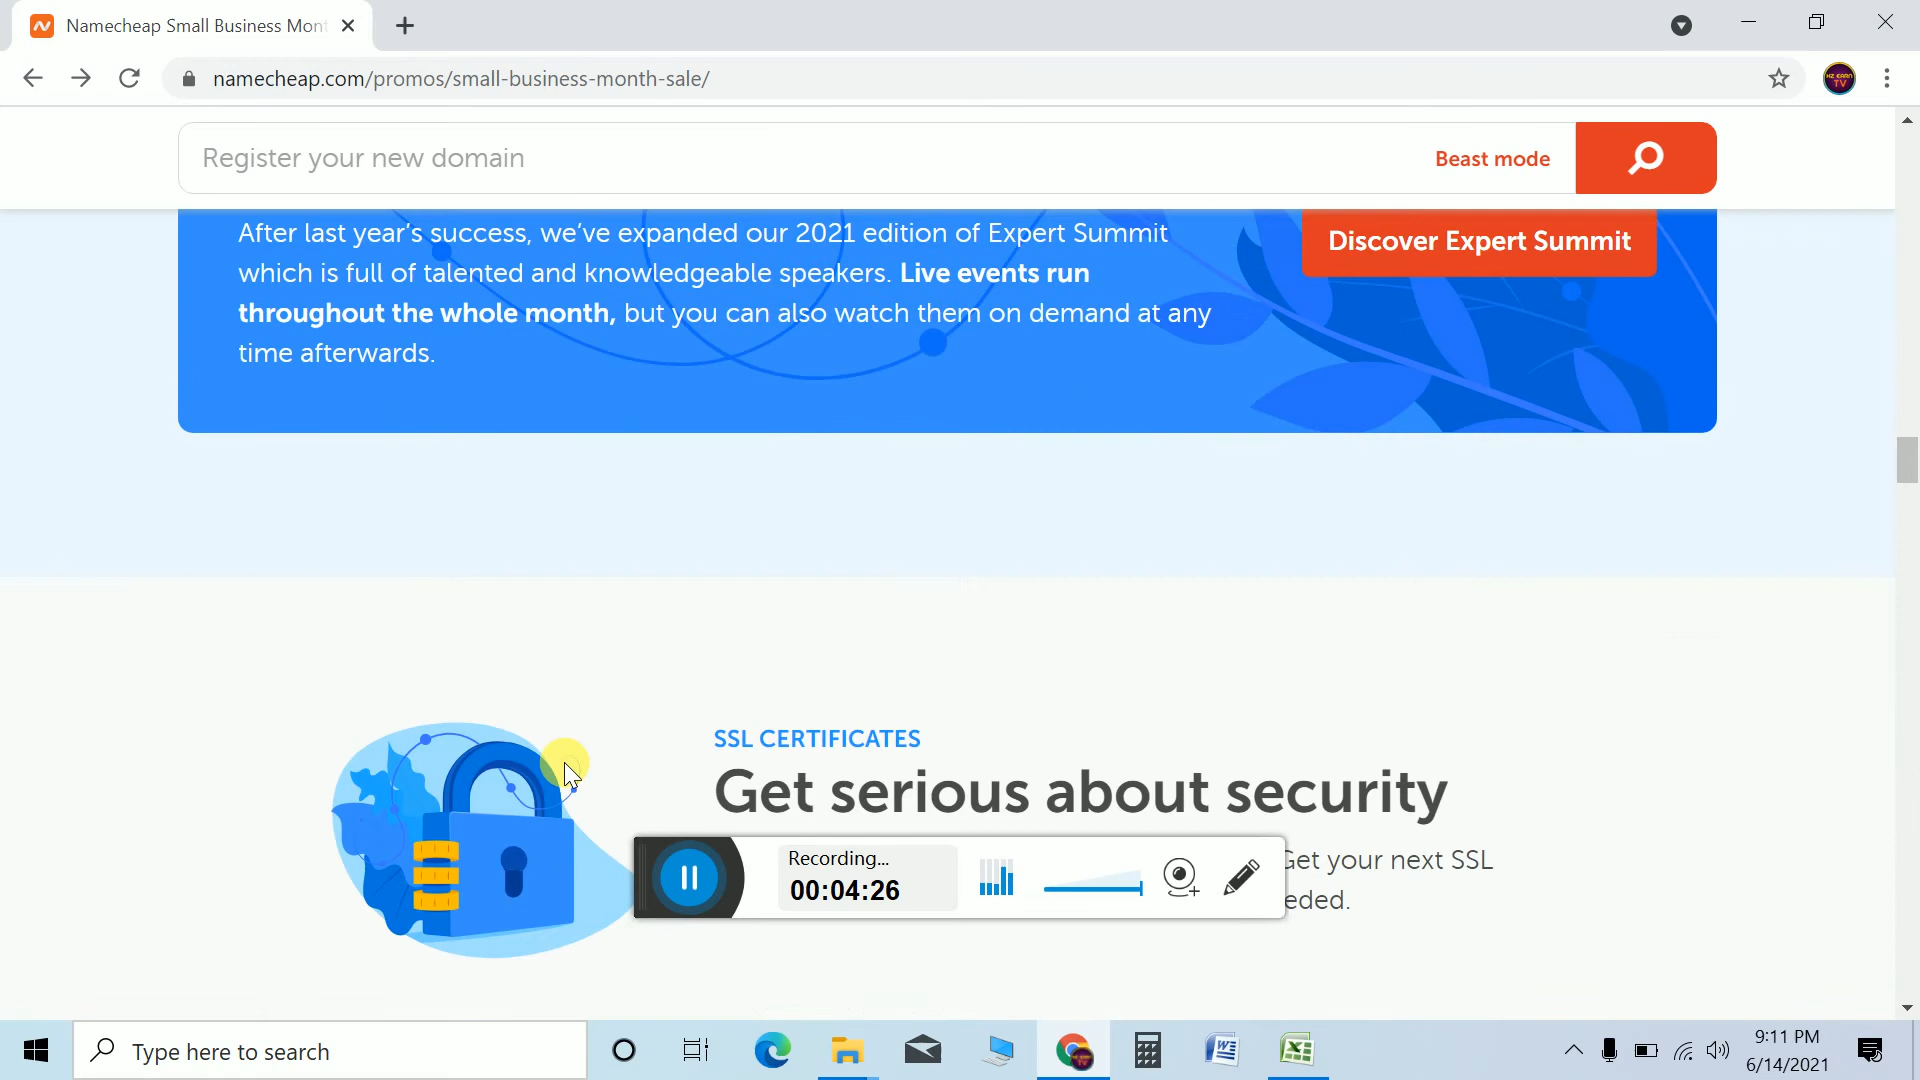 Namecheap Small Business Mont
namecheap.com/promos/small-business-month-sale/
HZ EARN
TV
Register your new domain
Beast mode
After last year's success, we've expanded our 2021 edition of Expert Summit
which is full of talented and knowledgeable speakers. Live events run
throughout the whole month, but you can also watch them on demand at any
time afterwards.
Discover Expert Summit
SSL CERTIFICATES
Get serious about security
Get your next SSL
eded.
Recording...
00:04:26
Type here to search
9:11 PM
6/14/2021